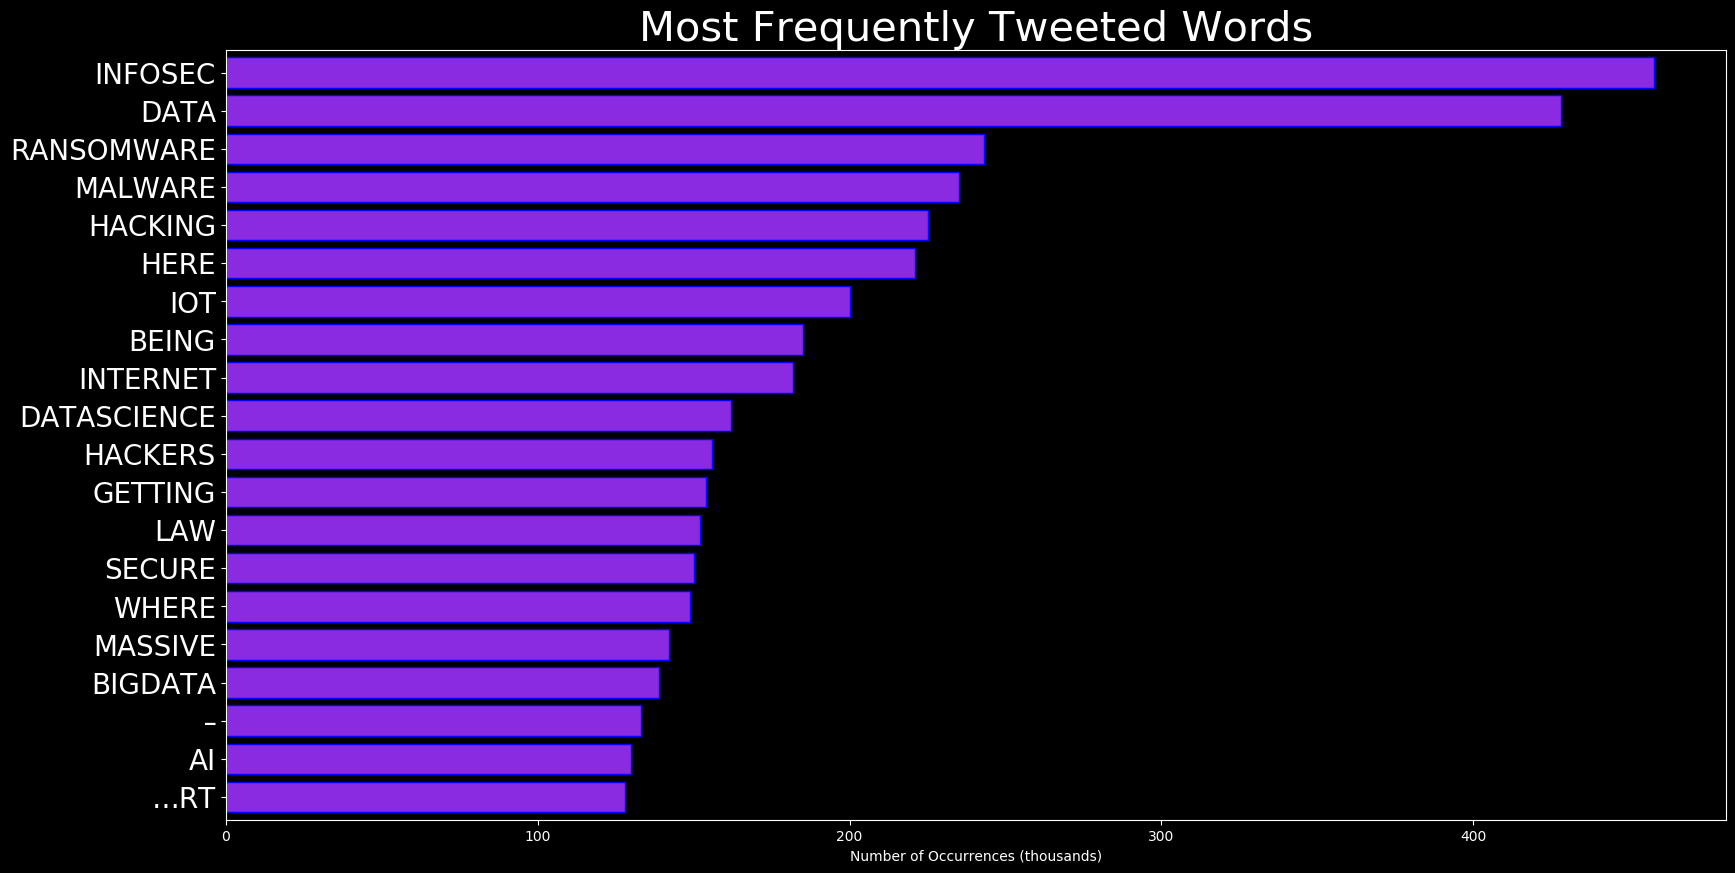 Most Frequently Tweeted Words
INFOSEC
DATA
RANSOMWARE
MALWARE
HACKING
HERE
IOT
BEING
INTERNET
DATASCIENCE
HACKERS
GETTING
LAW
SECURE
WHERE
MASSIVE
BIGDATA
–
AI
…RT
0 100 200 300 400
Number of Occurrences (thousands)